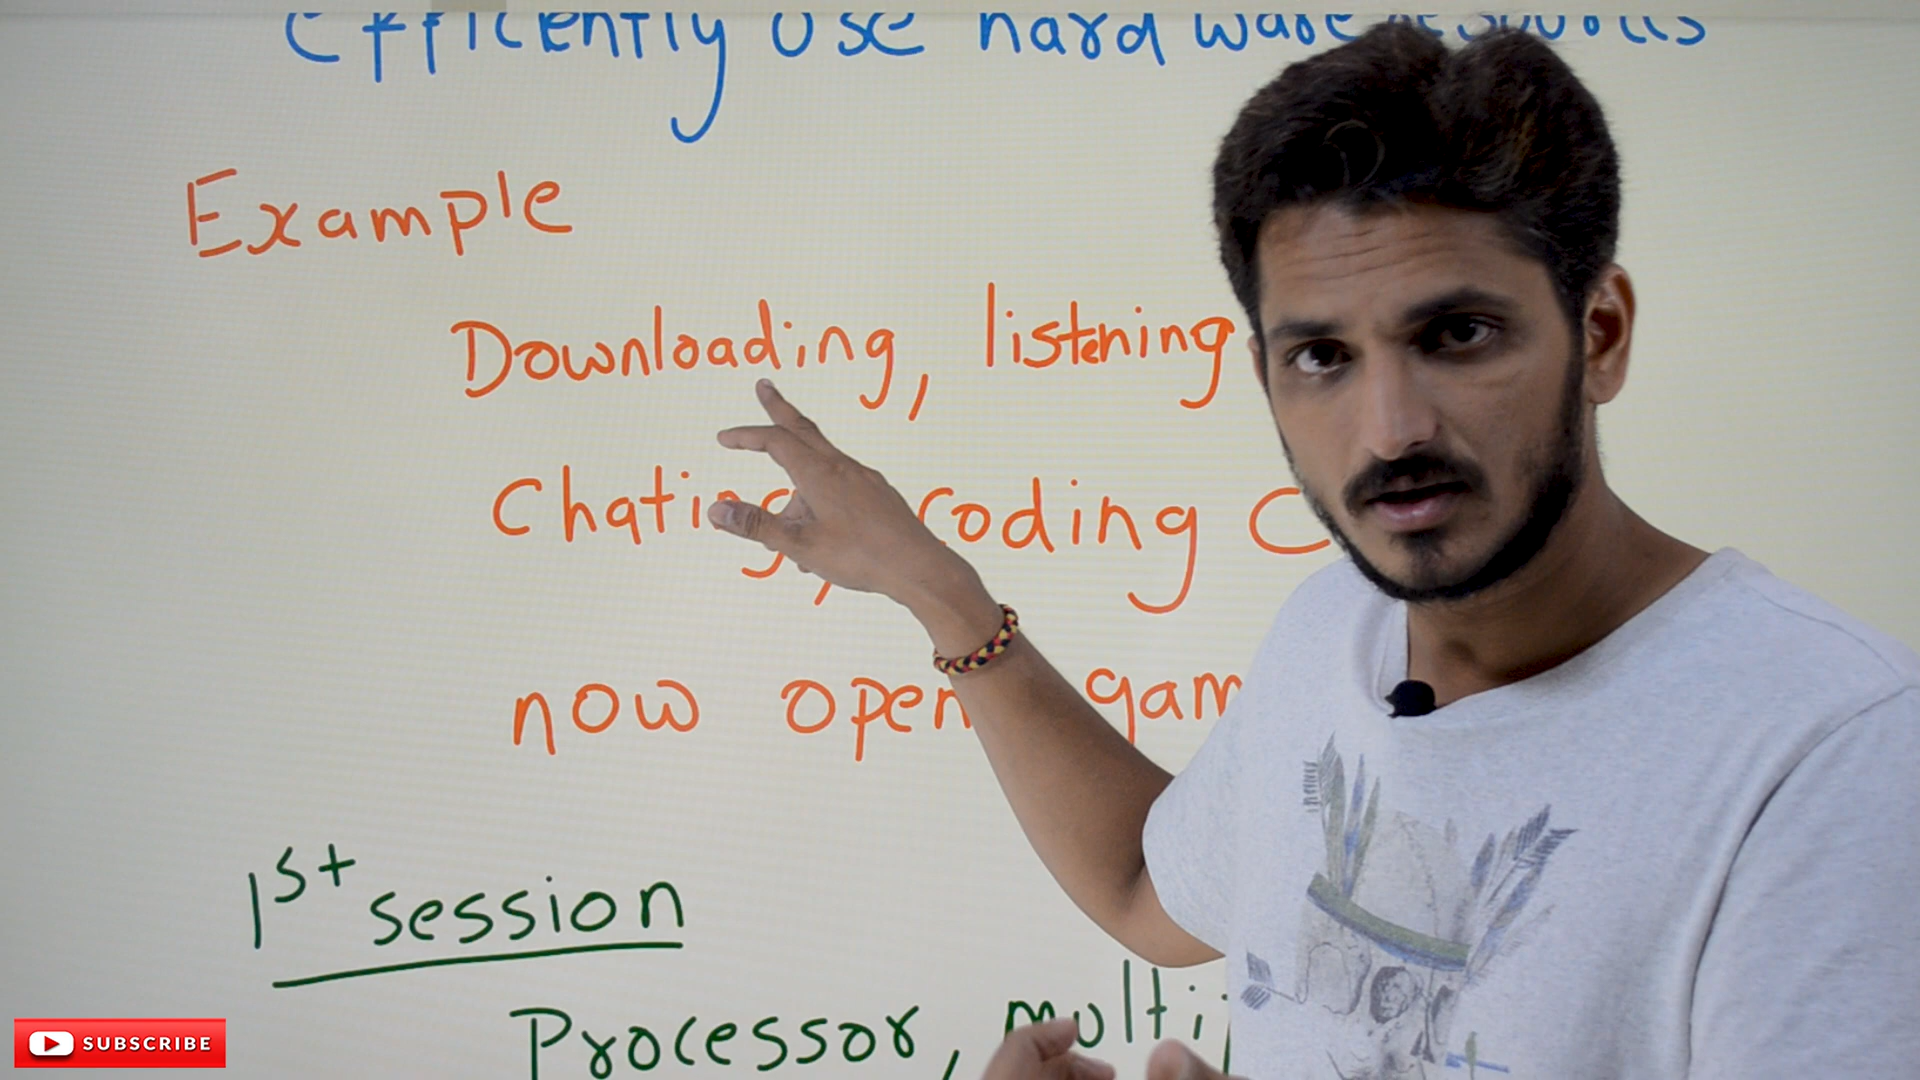 Efficiently use hardware resources
Example
Downloading, listening
Chating, coding C
now open gam
1st session
Processor, multi
SUBSCRIBE